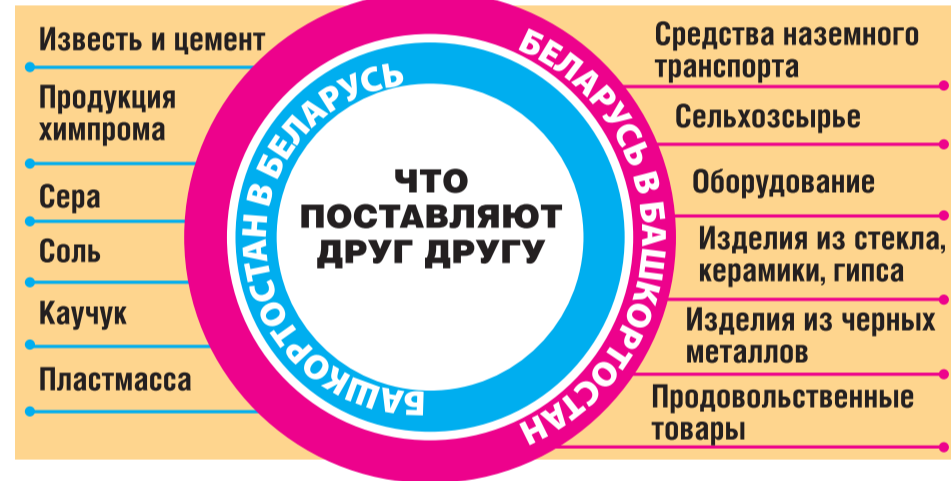 ЧТО
ПОСТАВЛЯЮТ
ДРУГ ДРУГУ
БАШКОРТОСТАН В БЕЛАРУСЬ
Известь и цемент
Продукция
химпрома
Сера
Соль
Каучук
Пластмасса
БЕЛАРУСЬ В БАШКОРТОСТАН
Средства наземного
транспорта
Сельхозсырье
Оборудование
Изделия из стекла,
керамики, гипса
Изделия из черных
металлов
Продовольственные
товары